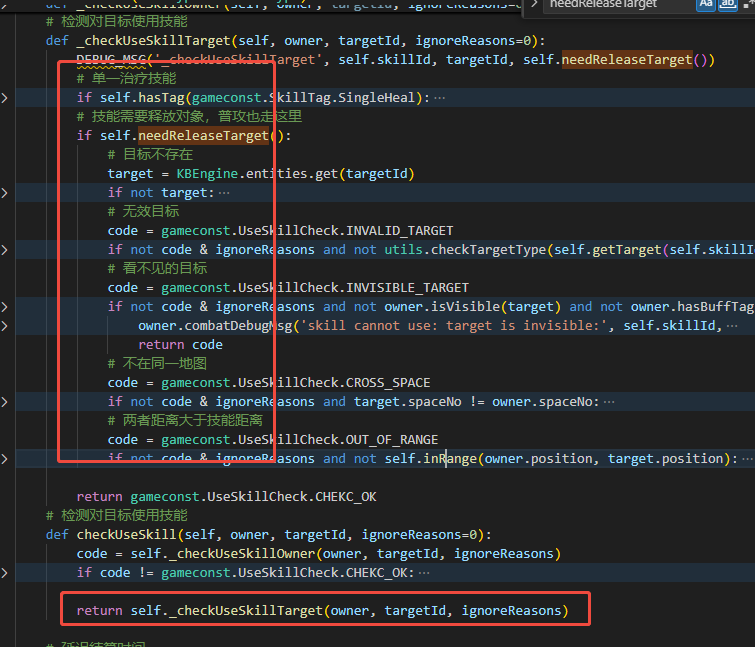 needReleaseTarget
def _checkUseSkillOwner(self, owner, targetId, ignoreReasons=0
# 检测对目标使用技能
def _checkUseSkillTarget(self, owner, targetId, ignoreReasons=0):
DEBUG_MSG('_checkUseSkillTarget', self.skillId, targetId, self.needReleaseTarget())
# 单一治疗技能
if self.hasTag(gameconst.SkillTag.SingleHeal):…
# 技能需要释放对象，普攻也走这里
if self.needReleaseTarget():
# 目标不存在
target = KBEngine.entities.get(targetId)
if not target:…
# 无效目标
code = gameconst.UseSkillCheck.INVALID_TARGET
if not code & ignoreReasons and not utils.checkTargetType(self.getTarget(self.skillI
# 看不见的目标
code = gameconst.UseSkillCheck.INVISIBLE_TARGET
if not code & ignoreReasons and not owner.isVisible(target) and not owner.hasBuffTag
owner.combatDebugMsg('skill cannot use: target is invisible:', self.skillId,…
return code
# 不在同一地图
code = gameconst.UseSkillCheck.CROSS_SPACE
if not code & ignoreReasons and target.spaceNo != owner.spaceNo:…
# 两者距离大于技能距离
code = gameconst.UseSkillCheck.OUT_OF_RANGE
if not code & ignoreReasons and not self.inRange(owner.position, target.position):…
return gameconst.UseSkillCheck.CHEKC_OK
# 检测对目标使用技能
def checkUseSkill(self, owner, targetId, ignoreReasons=0):
code = self._checkUseSkillOwner(owner, targetId, ignoreReasons)
if code != gameconst.UseSkillCheck.CHEKC_OK:…
return self._checkUseSkillTarget(owner, targetId, ignoreReasons)
# 延迟结算时间